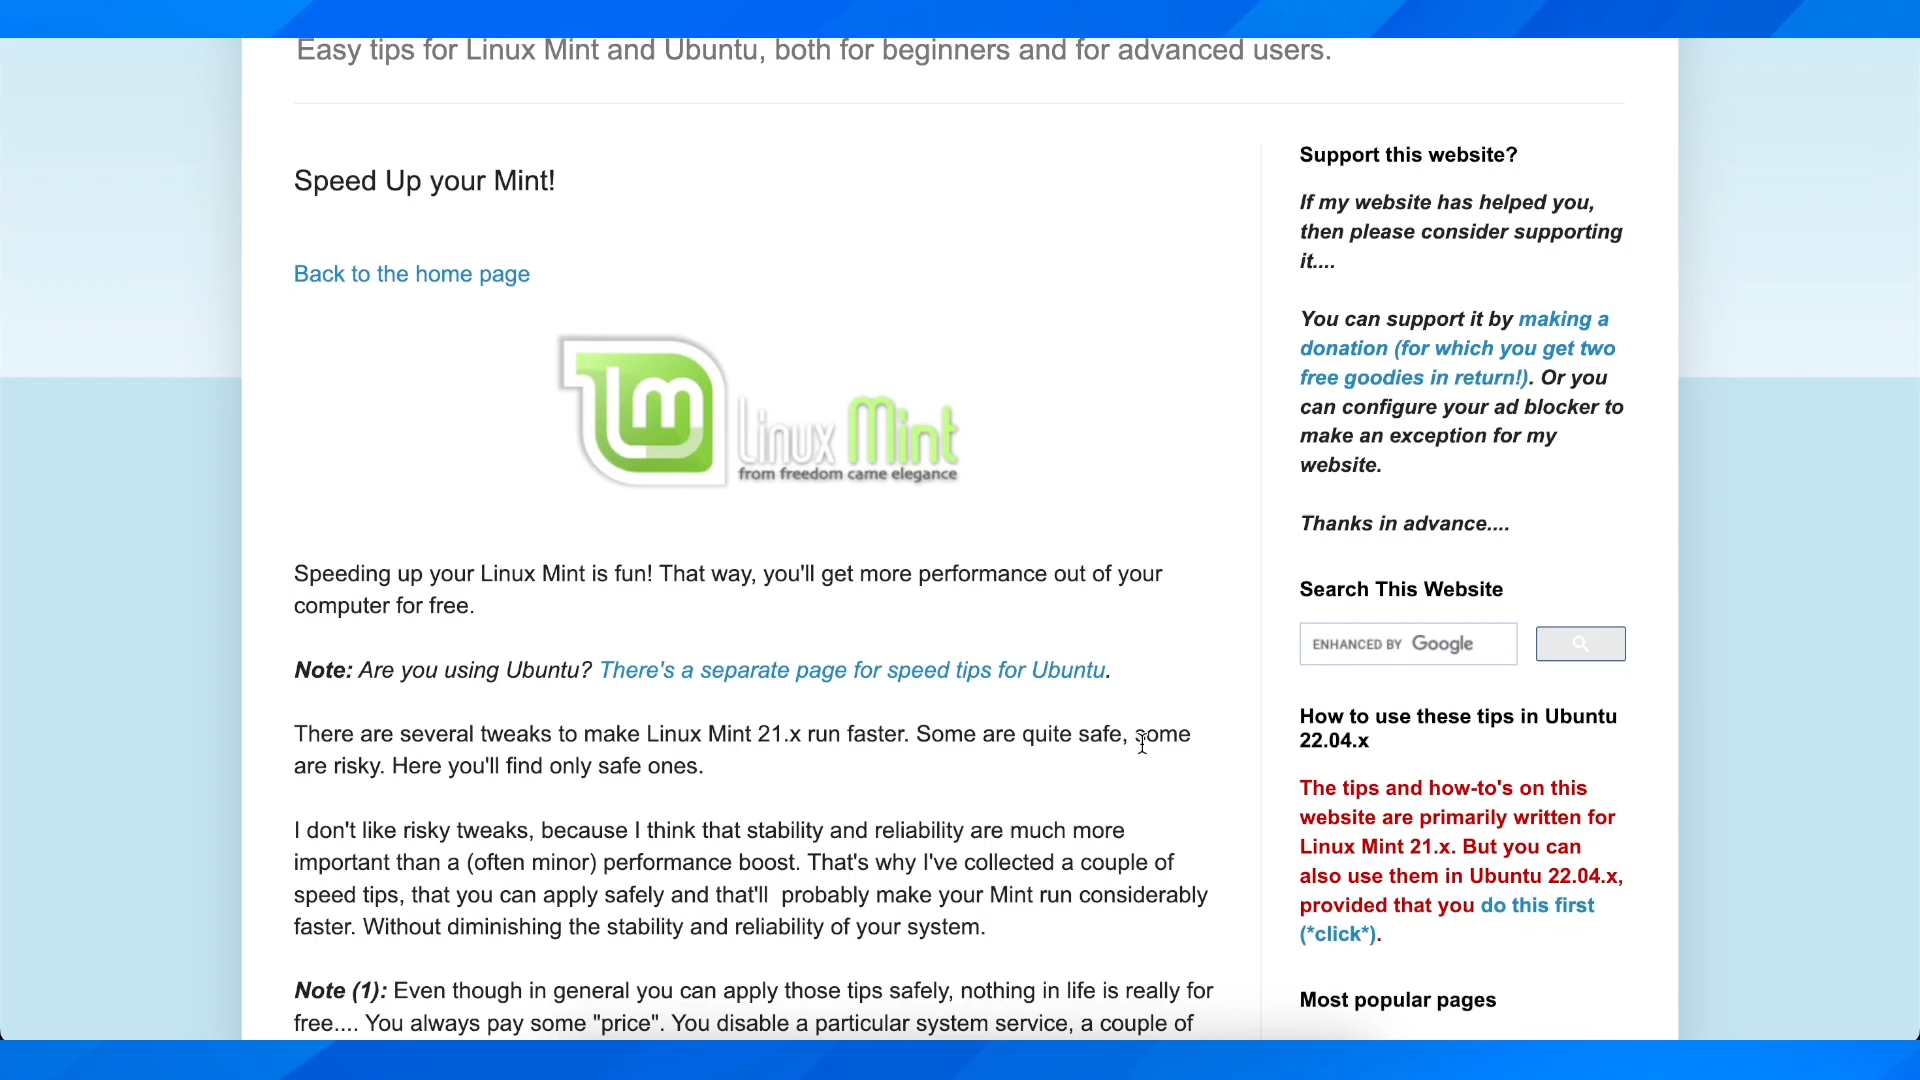 Easy tips for Linux Mint and Ubuntu, both for beginners and for advanced users.
Speed Up your Mint!
Back to the home page
Linux Mint
from freedom came elegance
Speeding up your Linux Mint is fun! That way, you'll get more performance out of your
computer for free.
Note: Are you using Ubuntu? There's a separate page for speed tips for Ubuntu.
There are several tweaks to make Linux Mint 21.x run faster. Some are quite safe, some
are risky. Here you'll find only safe ones.
I don't like risky tweaks, because I think that stability and reliability are much more
important than a (often minor) performance boost. That's why I've collected a couple of
speed tips, that you can apply safely and that'll  probably make your Mint run considerably
faster. Without diminishing the stability and reliability of your system.
Note (1): Even though in general you can apply those tips safely, nothing in life is really for
free.... You always pay some "price". You disable a particular system service, a couple of
Support this website?
If my website has helped you,
then please consider supporting
it....
You can support it by making a
donation (for which you get two
free goodies in return!). Or you
can configure your ad blocker to
make an exception for my
website.
Thanks in advance....
Search This Website
ENHANCED BY Google
How to use these tips in Ubuntu
22.04.x
The tips and how-to's on this
website are primarily written for
Linux Mint 21.x. But you can
also use them in Ubuntu 22.04.x,
provided that you do this first
(*click*).
Most popular pages